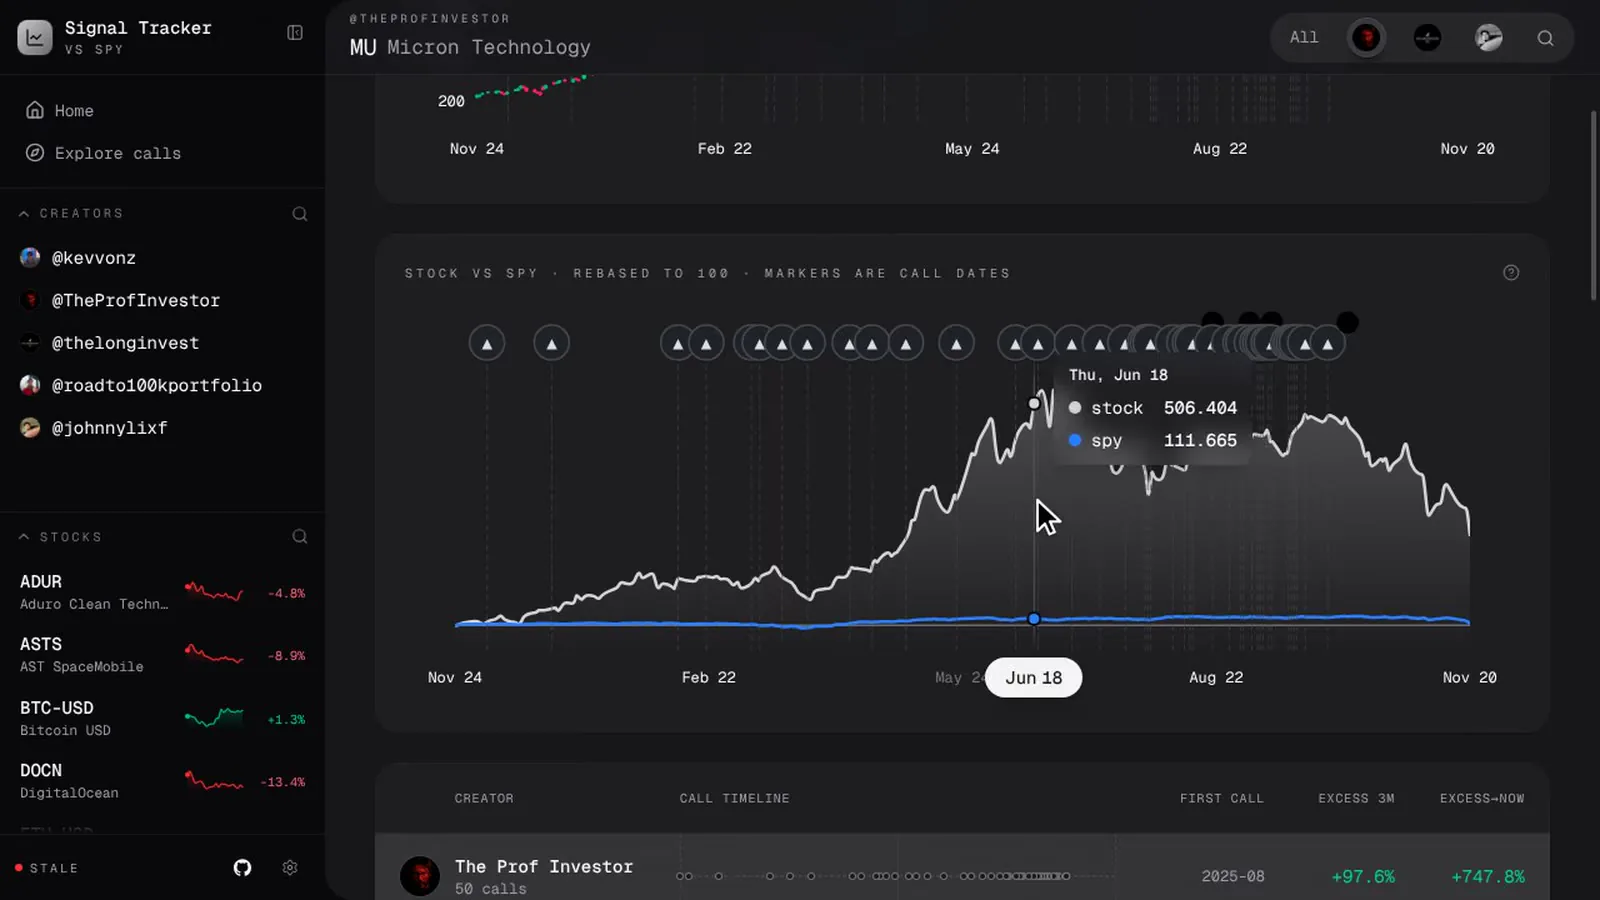 Signal Tracker
VS SPY
Home
Explore calls
CREATORS
@kevvonz
@TheProfInvestor
@thelonginvest
@roadto100kportfolio
@johnnylixf
STOCKS
ADUR
Aduro Clean Techn…
-4.8%
ASTS
AST SpaceMobile
-8.9%
BTC-USD
Bitcoin USD
+1.3%
DOCN
DigitalOcean
-13.4%
STALE
@THEPROFINVESTOR
MU Micron Technology
All
200
Nov 24 Feb 22 May 24 Aug 22 Nov 20
STOCK VS SPY · REBASED TO 100 · MARKERS ARE CALL DATES
Thu, Jun 18
stock 506.404
spy 111.665
Nov 24 Feb 22 May 24 Jun 18 Aug 22 Nov 20
CREATOR CALL TIMELINE FIRST CALL EXCESS 3M EXCESS→NOW
The Prof Investor
50 calls
2025-08 +97.6% +747.8%